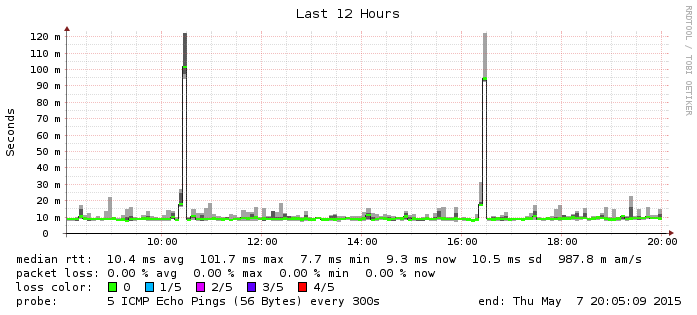 Last 12 Hours
RRDTOOL / TOBI OETIKER
Seconds
120 m
110 m
100 m
90 m
80 m
70 m
60 m
50 m
40 m
30 m
20 m
10 m
0
10:00 12:00 14:00 16:00 18:00 20:00
median rtt: 10.4 ms avg 101.7 ms max 7.7 ms min 9.3 ms now 10.5 ms sd 987.8 m am/s
packet loss: 0.00 % avg 0.00 % max 0.00 % min 0.00 % now
loss color: 0 1/5 2/5 3/5 4/5
probe: 5 ICMP Echo Pings (56 Bytes) every 300s end: Thu May 7 20:05:09 2015